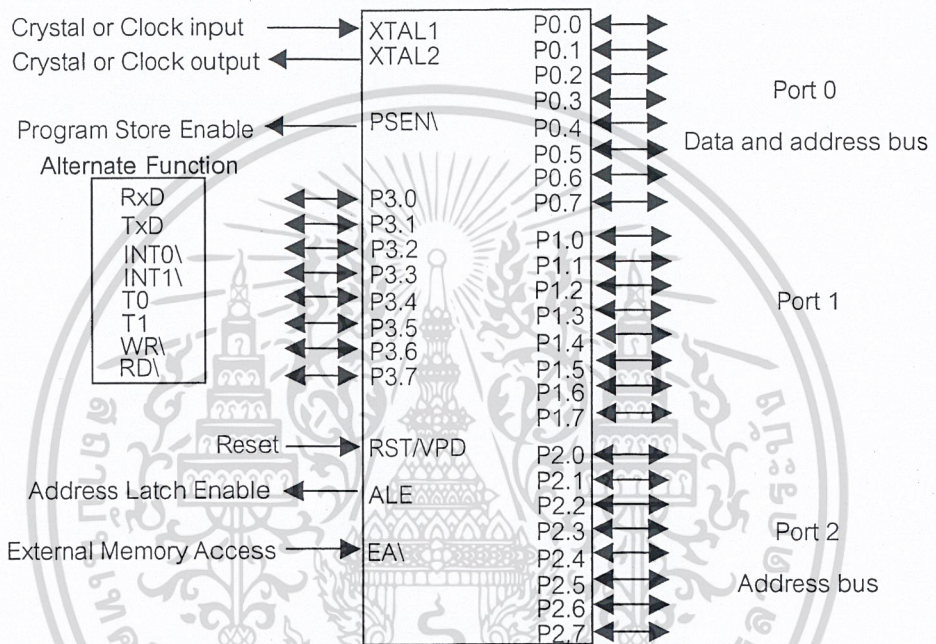 Crystal or Clock input
Crystal or Clock output
Program Store Enable
Alternate Function
RxD
TxD
INT0\
INT1\
T0
T1
WR\
RD\
Reset
Address Latch Enable
External Memory Access
XTAL1
XTAL2
PSEN\
P3.0
P3.1
P3.2
P3.3
P3.4
P3.5
P3.6
P3.7
RST/VPD
ALE
EA\
P0.0
P0.1
P0.2
P0.3
P0.4
P0.5
P0.6
P0.7
P1.0
P1.1
P1.2
P1.3
P1.4
P1.5
P1.6
P1.7
P2.0
P2.1
P2.2
P2.3
P2.4
P2.5
P2.6
P2.7
Port 0
Data and address bus
Port 1
Port 2
Address bus